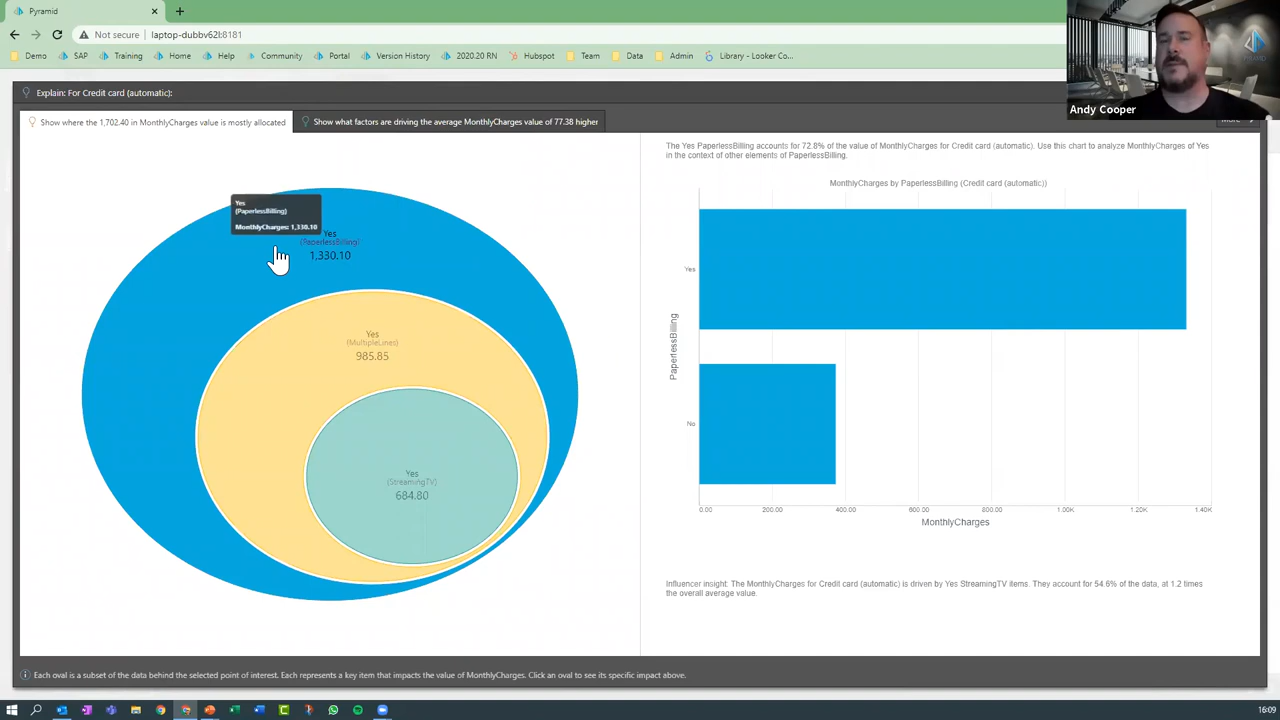 Pyramid
Not secure
laptop-dubbv62l:8181
Demo
SAP
Training
Home
Help
Community
Portal
Version History
2020.20 RN
Hubspot
Team
Data
Admin
Library - Looker Co...
Andy Cooper
Explain: For Credit card (automatic):
Show where the 1,702.40 in MonthlyCharges value is mostly allocated
Show what factors are driving the average MonthlyCharges value of 77.38 higher
Yes
(PaperlessBilling)
MonthlyCharges: 1,330.10
Yes
(PaperlessBilling)
1,330.10
Yes
(MultipleLines)
985.85
Yes
(StreamingTV)
684.80
The Yes PaperlessBilling accounts for 72.8% of the value of MonthlyCharges for Credit card (automatic). Use this chart to analyze MonthlyCharges of Yes
in the context of other elements of PaperlessBilling.
MonthlyCharges by PaperlessBilling (Credit card (automatic))
PaperlessBilling
Yes
No
0.00
200.00
400.00
600.00
800.00
1.00K
1.20K
1.40K
MonthlyCharges
Influencer insight: The MonthlyCharges for Credit card (automatic) is driven by Yes StreamingTV items. They account for 54.6% of the data, at 1.2 times
the overall average value.
Each oval is a subset of the data behind the selected point of interest. Each represents a key item that impacts the value of MonthlyCharges. Click an oval to see its specific impact above.
16:09